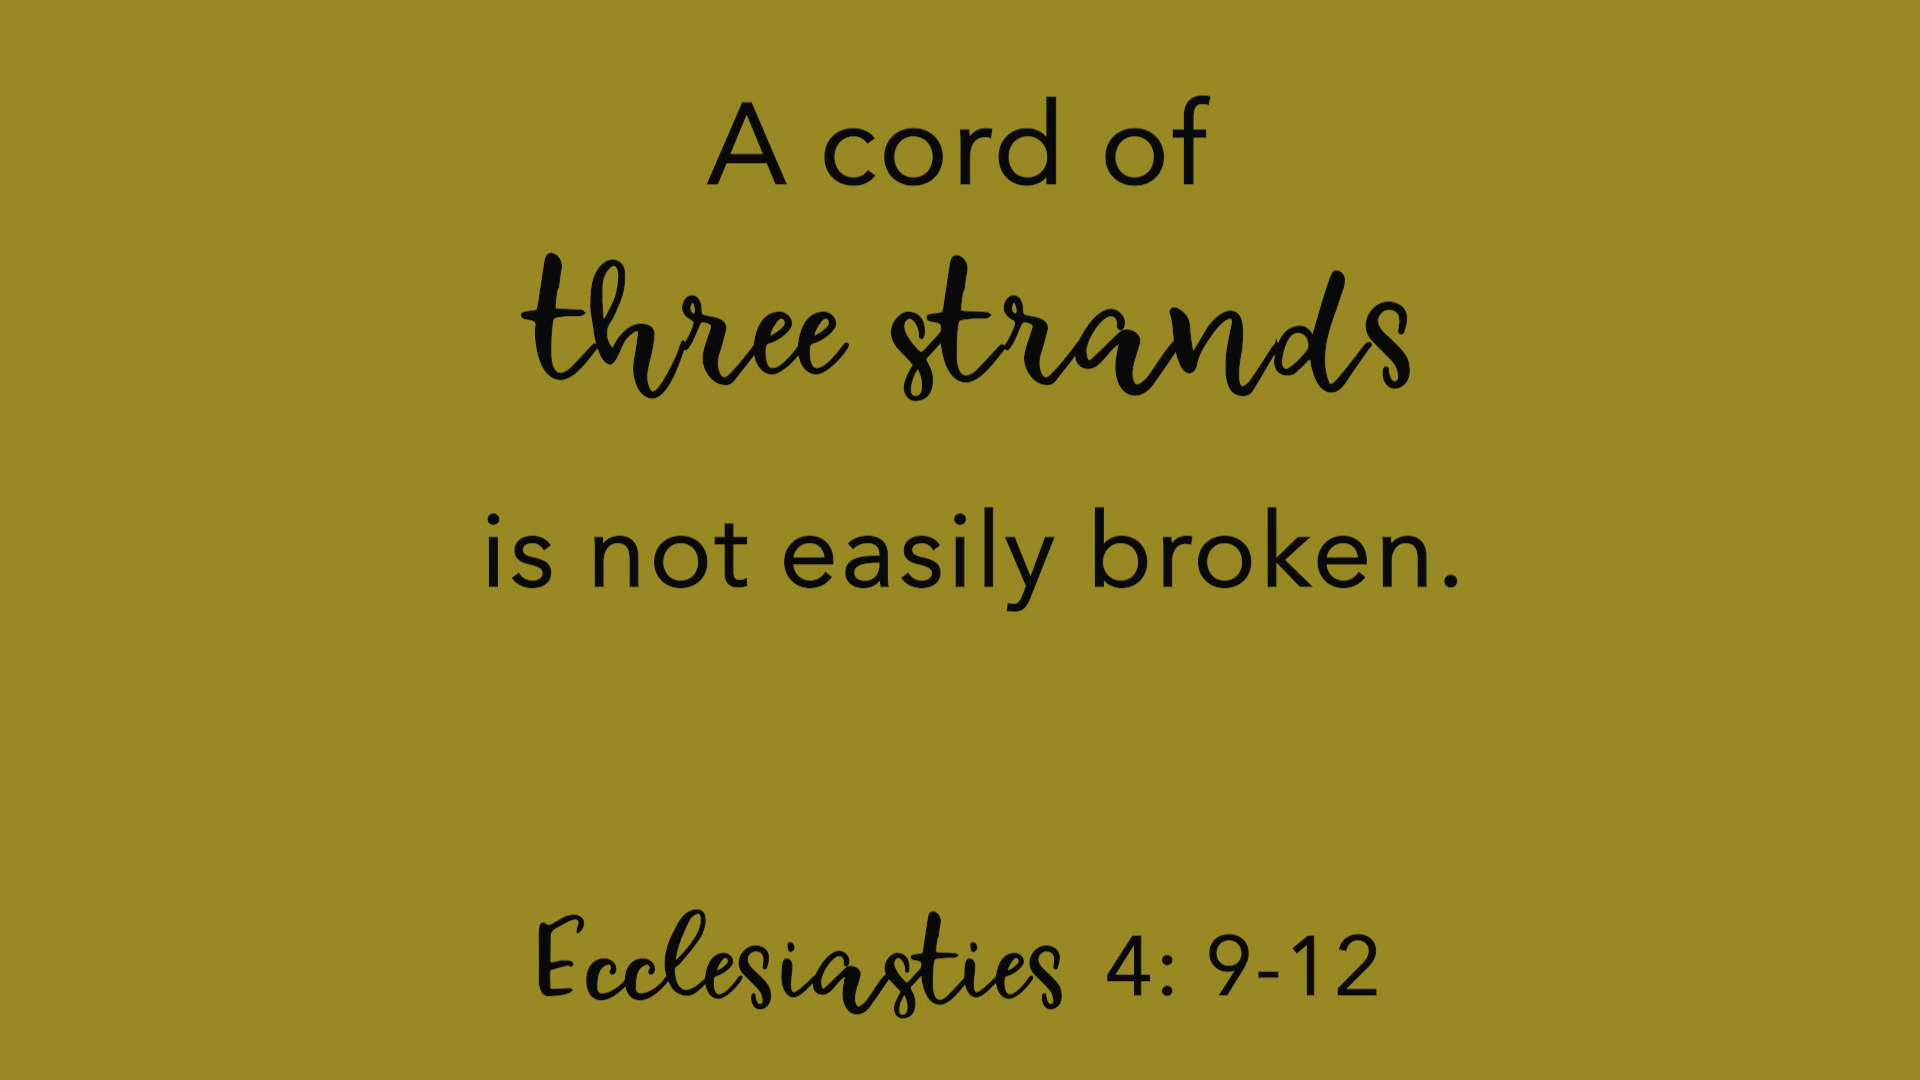 A cord of
three strands
is not easily broken.
Ecclesiasties 4: 9-12